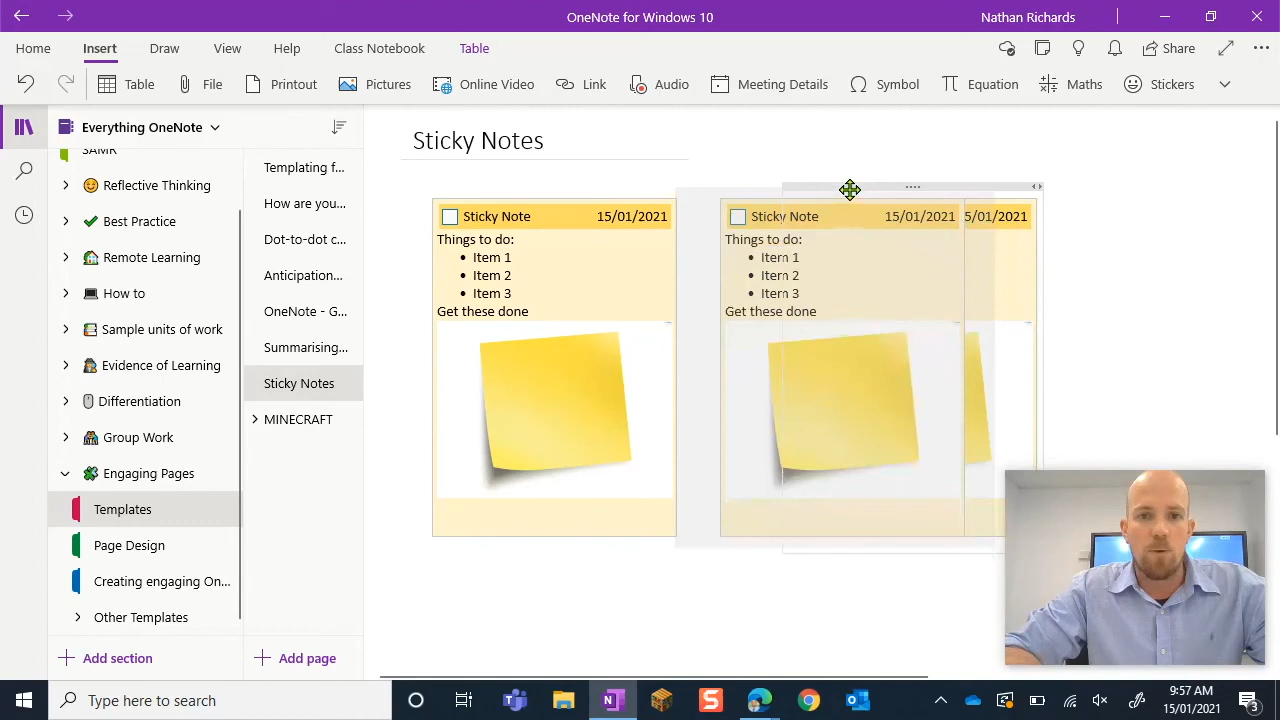 OneNote for Windows 10
Nathan Richards
Home
Insert
Draw
View
Help
Class Notebook
Table
Share
Table
File
Printout
Pictures
Online Video
Link
Audio
Meeting Details
Symbol
Equation
Maths
Stickers
Everything OneNote
SAMR
Reflective Thinking
Best Practice
Remote Learning
How to
Sample units of work
Evidence of Learning
Differentiation
Group Work
Engaging Pages
Templates
Page Design
Creating engaging On...
Other Templates
Add section
Templating f...
How are you...
Dot-to-dot c...
Anticipation...
OneNote - G...
Summarising...
Sticky Notes
MINECRAFT
Add page
Sticky Notes
Sticky Note 15/01/2021
Things to do:
• Item 1
• Item 2
• Item 3
Get these done
Sticky Note 15/01/2021
Things to do:
• Item 1
• Item 2
• Item 3
Get these done
5/01/2021
Type here to search
9:57 AM
15/01/2021
3